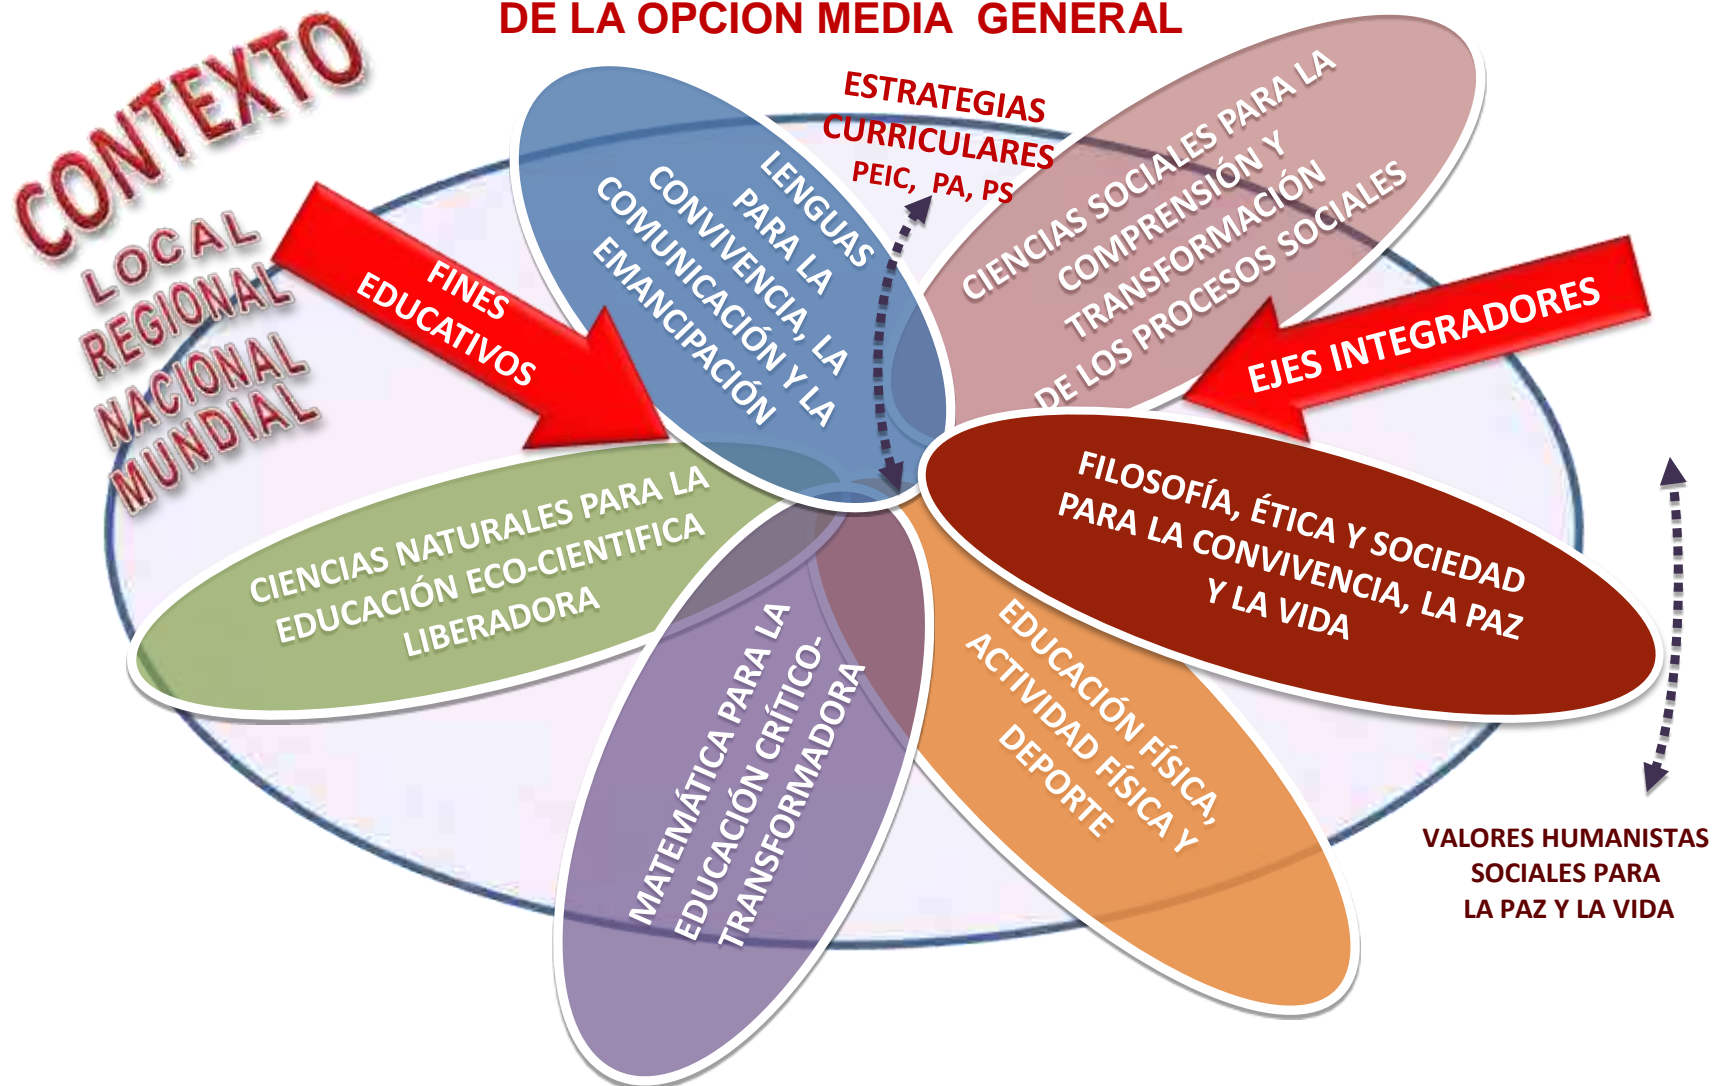 DE LA OPCION MEDIA GENERAL
CONTEXTO
LOCAL
REGIONAL
NACIONAL
MUNDIAL
FINES
EDUCATIVOS
LENGUAS
PARA LA
CONVIVENCIA, LA
COMUNICACIÓN Y LA
EMANCIPACIÓN
ESTRATEGIAS
CURRICULARES
PEIC, PA, PS
CIENCIAS SOCIALES PARA LA
COMPRENSIÓN Y
TRANSFORMACIÓN
DE LOS PROCESOS SOCIALES
EJES INTEGRADORES
CIENCIAS NATURALES PARA LA
EDUCACIÓN ECO-CIENTIFICA
LIBERADORA
FILOSOFÍA, ÉTICA Y SOCIEDAD
PARA LA CONVIVENCIA, LA PAZ
Y LA VIDA
MATEMÁTICA PARA LA
EDUCACIÓN CRÍTICO-
TRANSFORMADORA
EDUCACIÓN FÍSICA,
ACTIVIDAD FÍSICA Y
DEPORTE
VALORES HUMANISTAS
SOCIALES PARA
LA PAZ Y LA VIDA